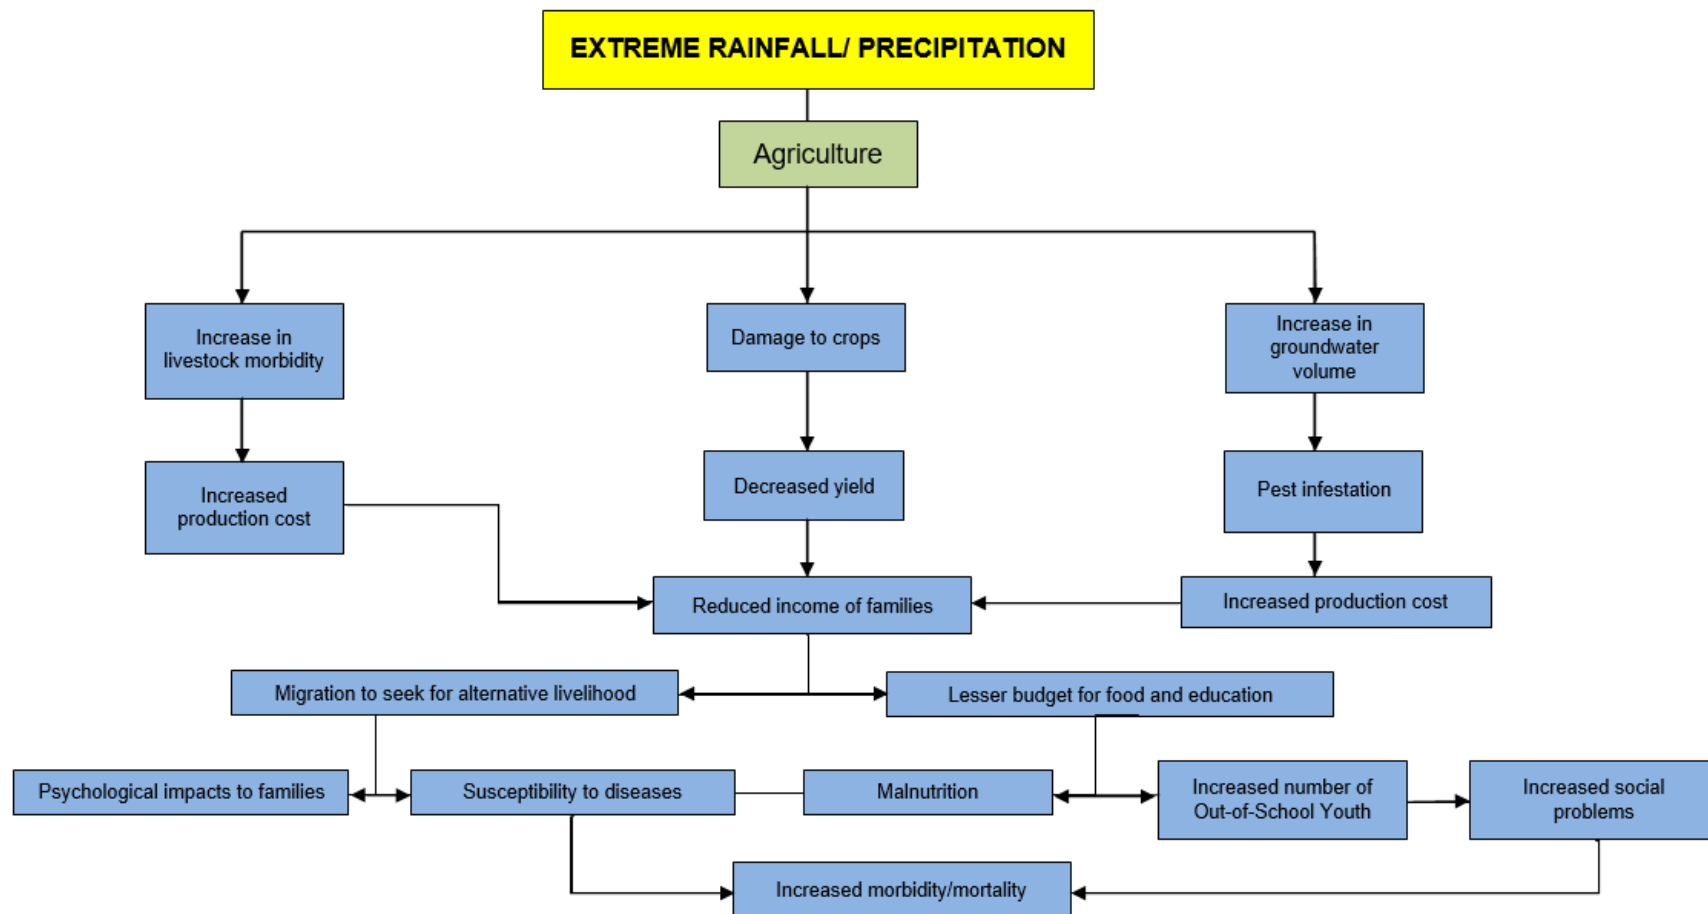 EXTREME RAINFALL/ PRECIPITATION
Agriculture
Increase in
livestock morbidity
Damage to crops
Increase in
groundwater
volume
Increased
production cost
Decreased yield
Pest infestation
Reduced income of families
Increased production cost
Migration to seek for alternative livelihood
Lesser budget for food and education
Psychological impacts to families
Susceptibility to diseases
Malnutrition
Increased number of
Out-of-School Youth
Increased social
problems
Increased morbidity/mortality